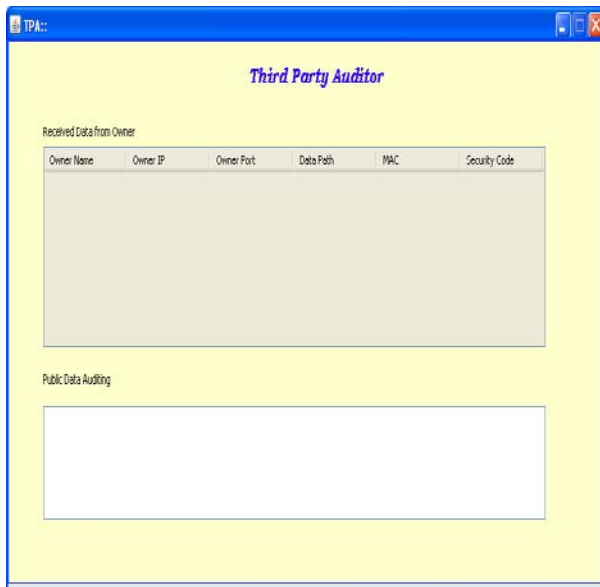 TPA::
Third Party Auditor
Received Data from Owner
Owner Name Owner IP Owner Port Data Path MAC Security Code
Public Data Auditing